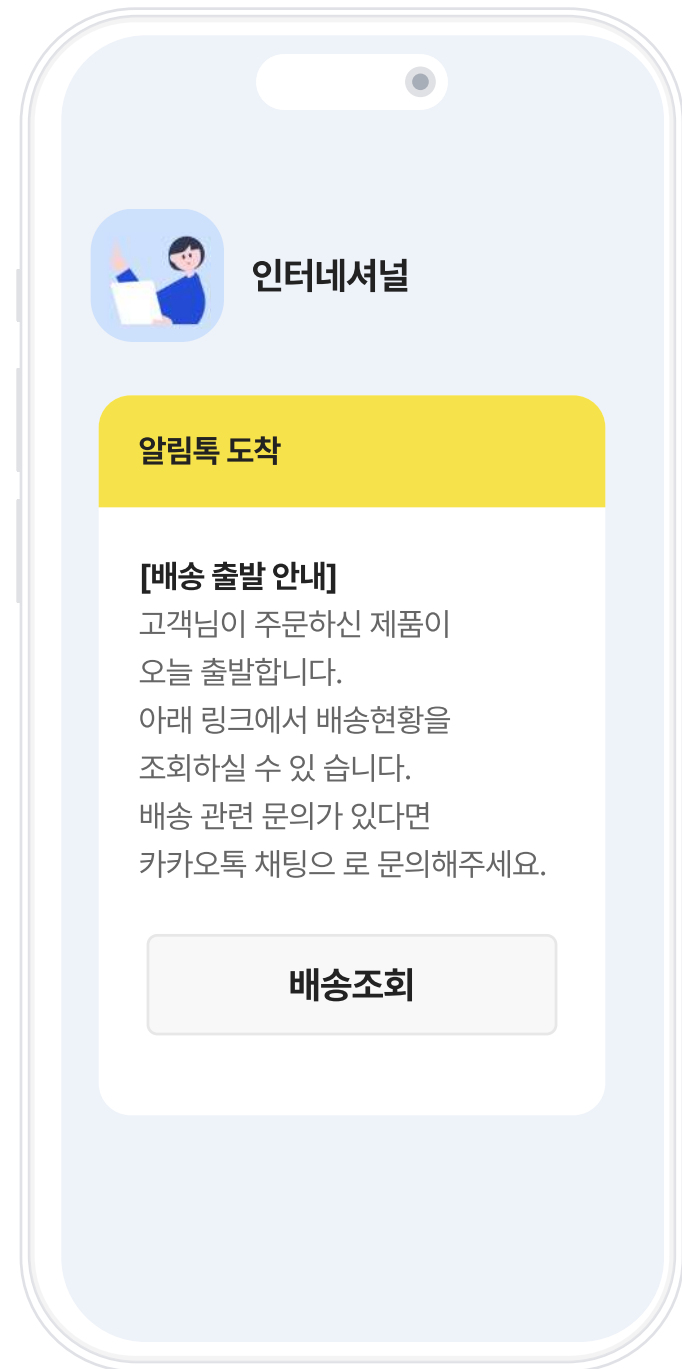 인터네셔널
알림톡 도착
[배송 출발 안내]
고객님이 주문하신 제품이
오늘 출발합니다.
아래 링크에서 배송현황을
조회하실 수 있 습니다.
배송 관련 문의가 있다면
카카오톡 채팅으 로 문의해주세요.
배송조회